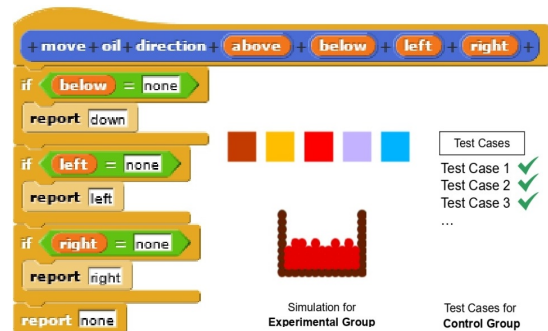 + move + oil + direction + above + below + left + right +
if below = none
report down
if left = none
report left
if right = none
report right
report none
Simulation for
Experimental Group
Test Cases
Test Case 1
Test Case 2
Test Case 3
...
Test Cases for
Control Group